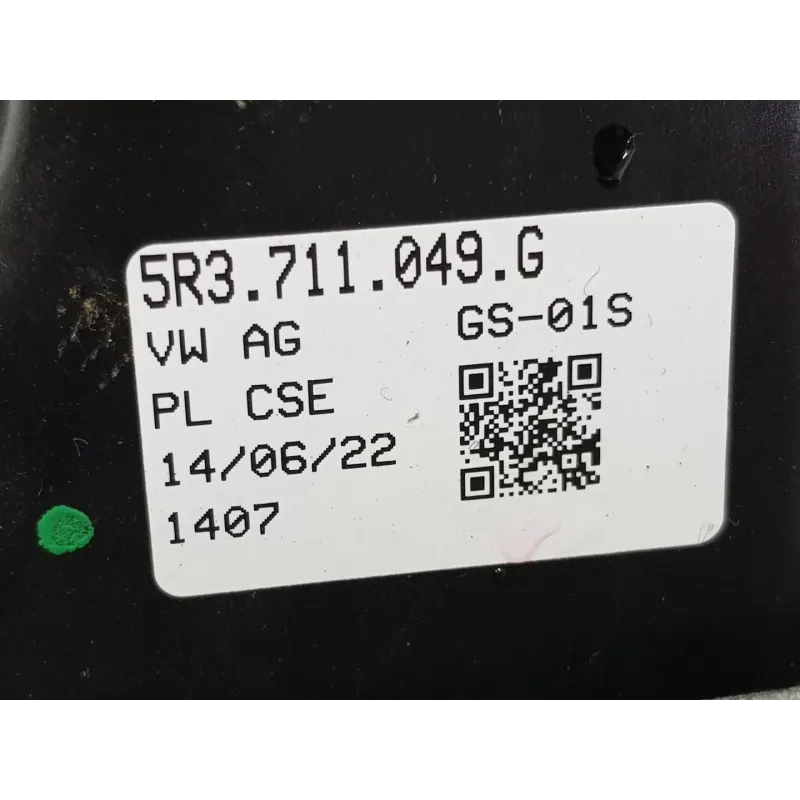 5R3.711.049.G
VW AG GS-01S
PL CSE
14/06/22
1407